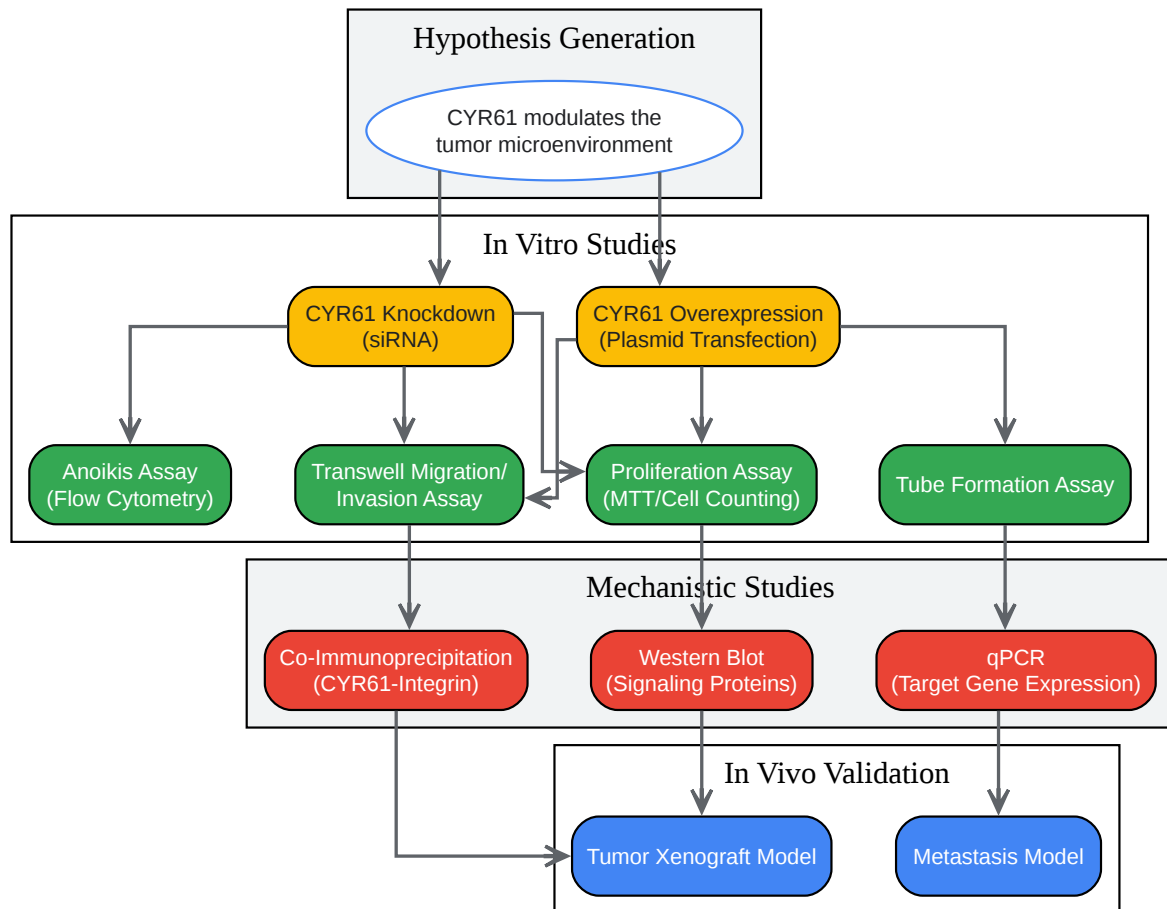 Hypothesis Generation
CYR61 modulates the
tumor microenvironment
In Vitro Studies
CYR61 Knockdown
(siRNA)
CYR61 Overexpression
(Plasmid Transfection)
Anoikis Assay
(Flow Cytometry)
Transwell Migration/
Invasion Assay
Proliferation Assay
(MTT/Cell Counting)
Tube Formation Assay
Mechanistic Studies
Co-Immunoprecipitation
(CYR61-Integrin)
Western Blot
(Signaling Proteins)
qPCR
(Target Gene Expression)
In Vivo Validation
Tumor Xenograft Model
Metastasis Model